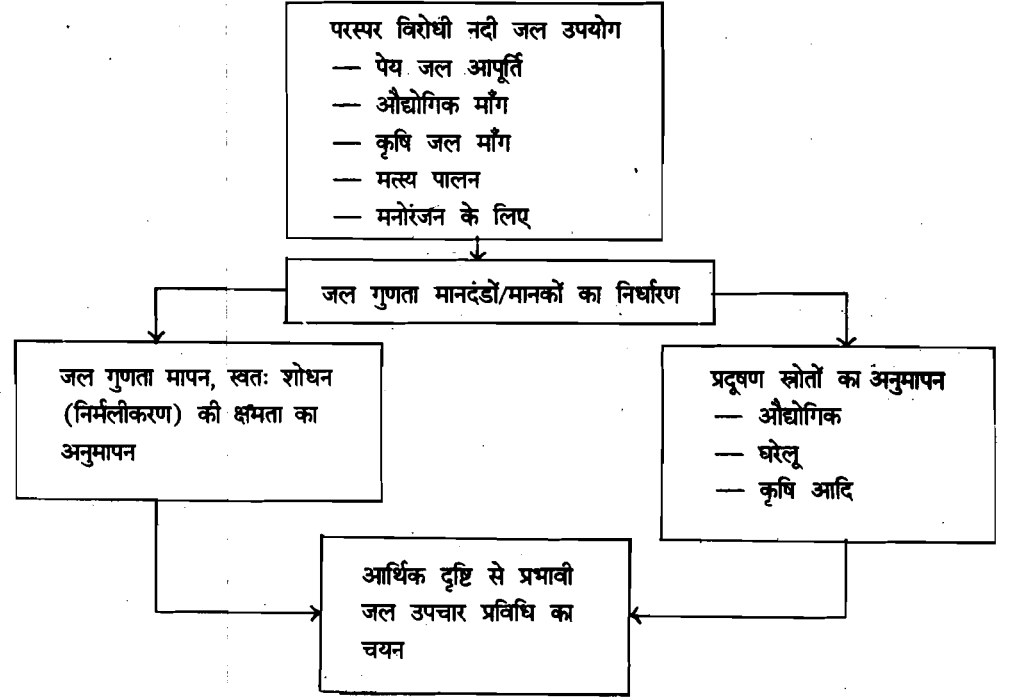 परस्पर विरोधी नदी जल उपयोग
— पेय जल आपूर्ति
— औद्योगिक माँग
— कृषि जल माँग
— मत्स्य पालन
— मनोरंजन के लिए
जल गुणता मानदंडों/मानकों का निर्धारण
जल गुणता मापन, स्वतः शोधन
(निर्मलीकरण) की क्षमता का
अनुमापन
प्रदूषण स्रोतों का अनुमापन
— औद्योगिक
— घरेलू
— कृषि आदि
आर्थिक दृष्टि से प्रभावी
जल उपचार प्रविधि का
चयन